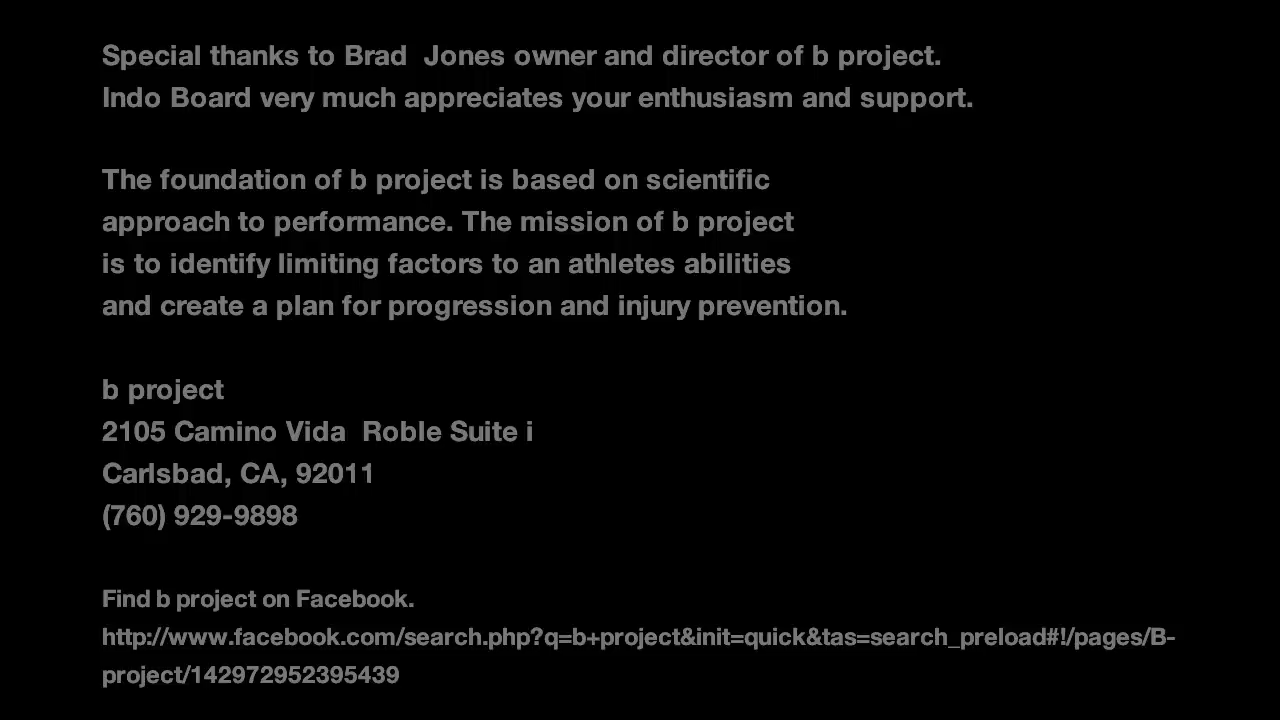 Special thanks to Brad  Jones owner and director of b project.
Indo Board very much appreciates your enthusiasm and support.
The foundation of b project is based on scientific
approach to performance. The mission of b project
is to identify limiting factors to an athletes abilities
and create a plan for progression and injury prevention.
b project
2105 Camino Vida  Roble Suite i
Carlsbad, CA, 92011
(760) 929-9898
Find b project on Facebook.
http://www.facebook.com/search.php?q=b+project&init=quick&tas=search_preload#!/pages/B-
project/142972952395439